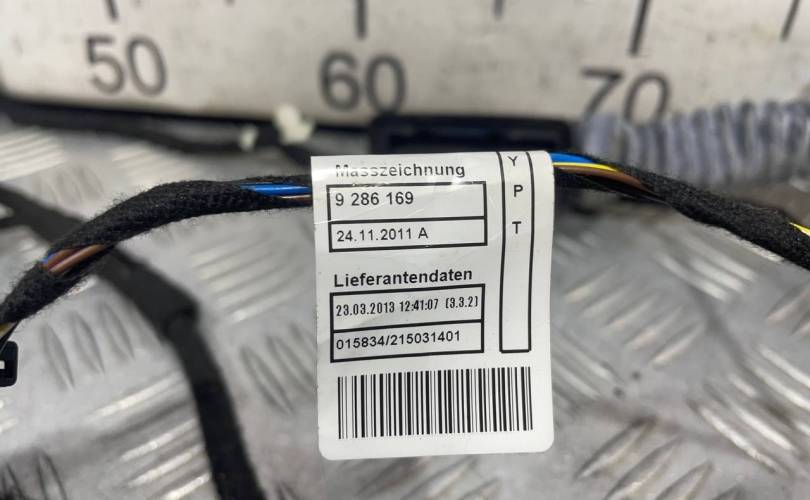 50 60 70
Masszeichnung
9 286 169
24.11.2011 A
Lieferantendaten
23.03.2013 12:41:07 (3.3.2)
015834/215031401
Y
P
T